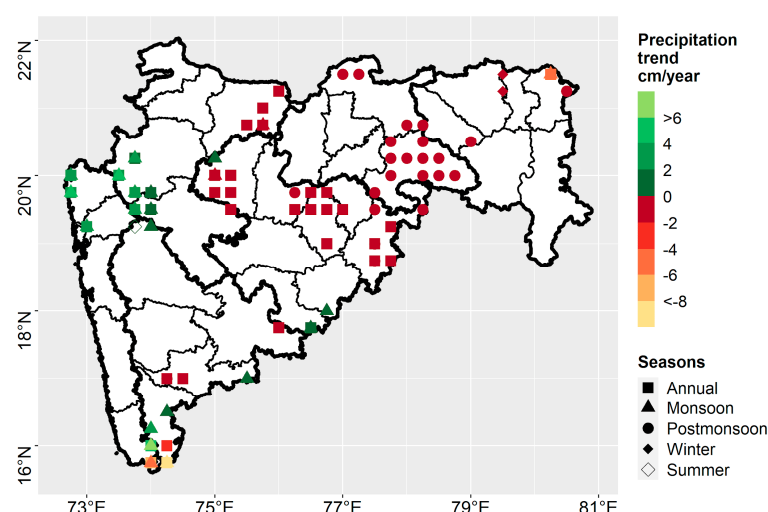 22°N
20°N
18°N
16°N
73°E
75°E
77°E
79°E
81°E
Precipitation
trend
cm/year
>6
4
2
0
-2
-4
-6
<-8
Seasons
Annual
Monsoon
Postmonsoon
Winter
Summer